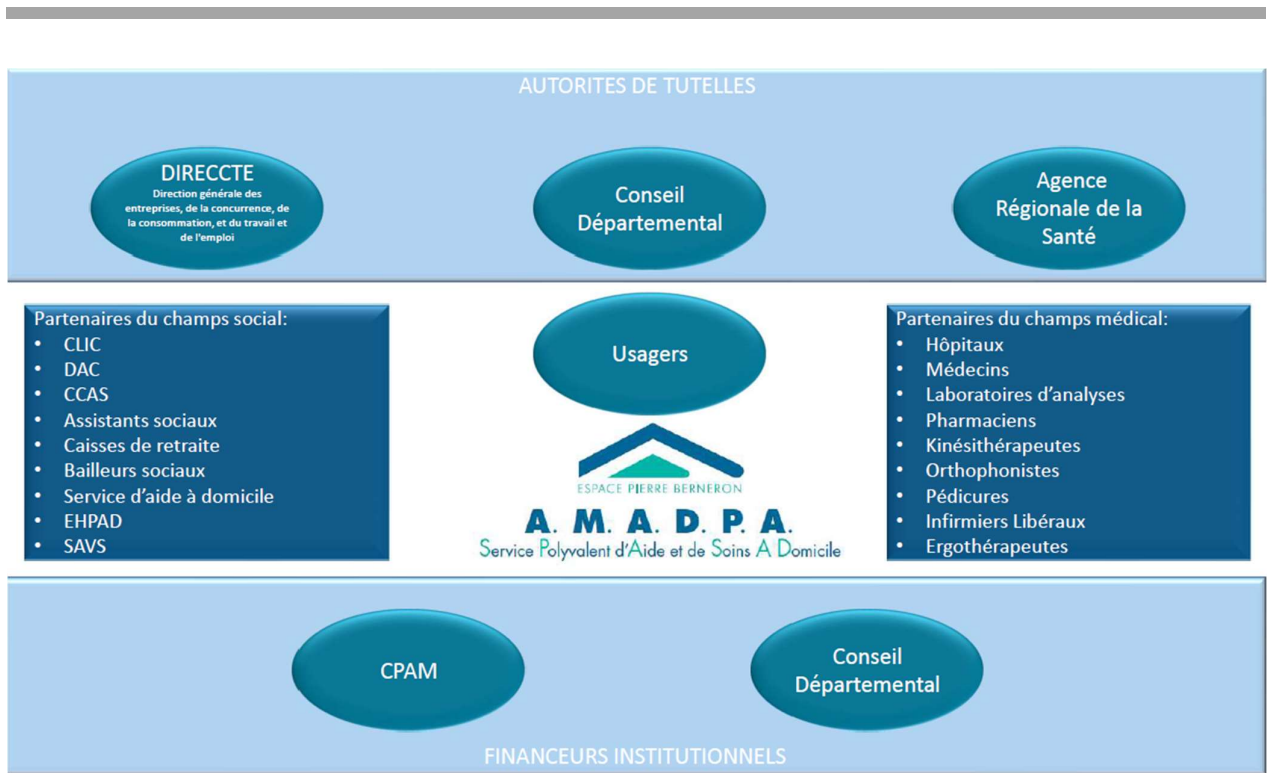 AUTORITES DE TUTELLES
DIRECCTE
Direction générale des
entreprises, de la concurrence, de
la consommation, et du travail et
de l'emploi
Conseil
Départemental
Agence
Régionale de la
Santé
Partenaires du champs social:
• CLIC
• DAC
• CCAS
• Assistants sociaux
• Caisses de retraite
• Bailleurs sociaux
• Service d’aide à domicile
• EHPAD
• SAVS
Usagers
ESPACE PIERRE BERNERON
A. M. A. D. P. A.
Service Polyvalent d'Aide et de Soins A Domicile
Partenaires du champs médical:
• Hôpitaux
• Médecins
• Laboratoires d’analyses
• Pharmaciens
• Kinésithérapeutes
• Orthophonistes
• Pédicures
• Infirmiers Libéraux
• Ergothérapeutes
CPAM
Conseil
Départemental
FINANCEURS INSTITUTIONNELS